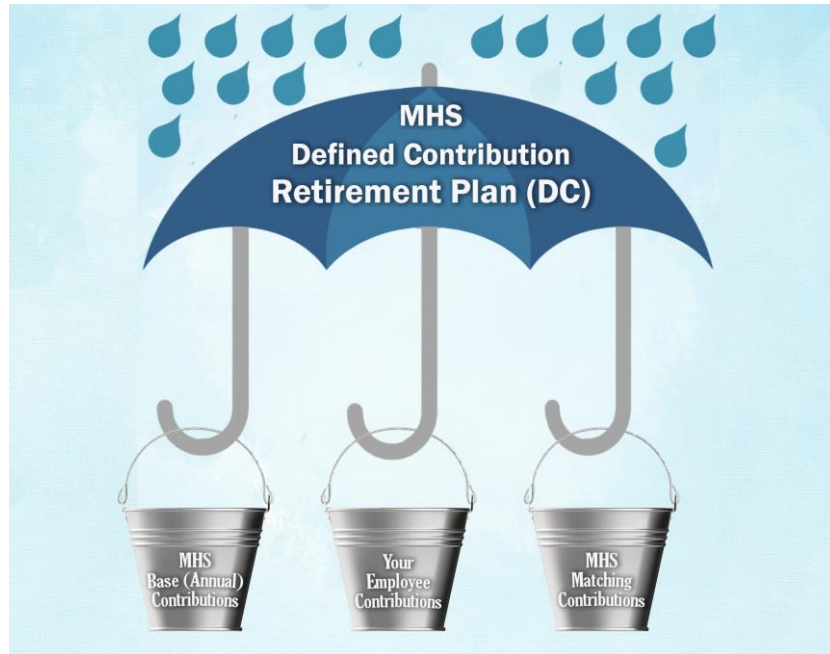 MHS
Defined Contribution
Retirement Plan (DC)
MHS
Base (Annual)
Contributions
Your
Employee
Contributions
MHS
Matching
Contributions